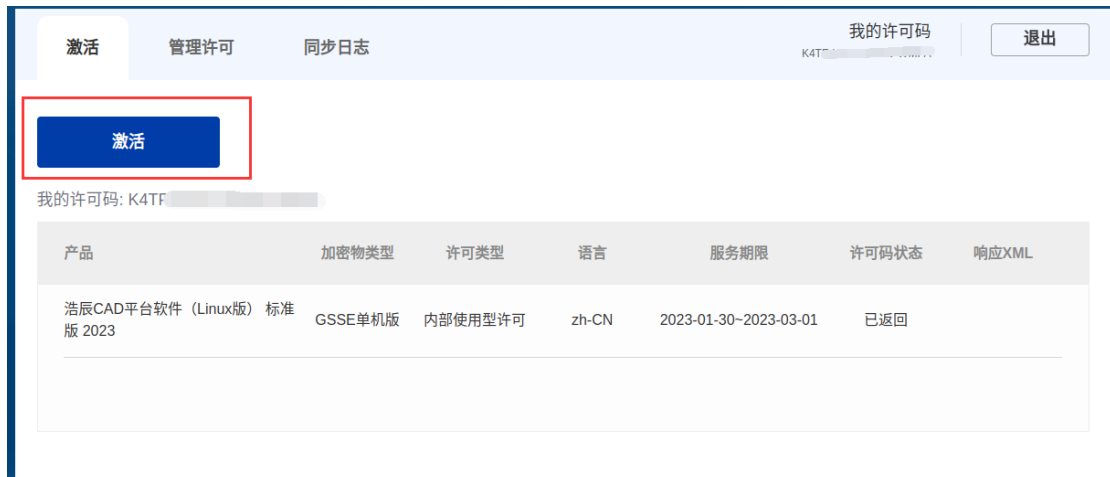 激活 管理许可 同步日志 我的许可码 退出
激活
我的许可码: K4TF
产品 加密物类型 许可类型 语言 服务期限 许可码状态 响应XML
浩辰CAD平台软件（Linux版） 标准
版 2023 GSSE单机版 内部使用型许可 zh-CN 2023-01-30~2023-03-01 已返回